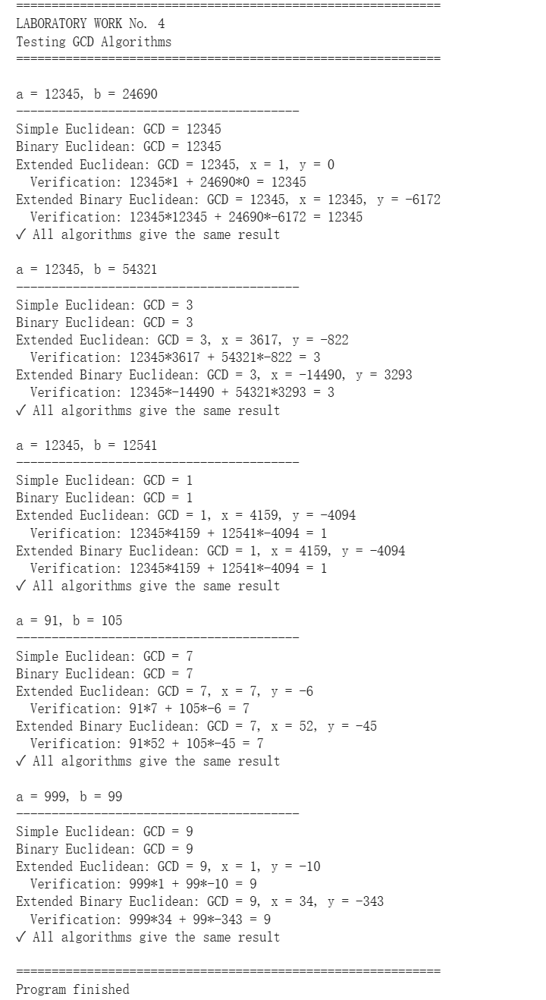 ============================================================
LABORATORY WORK No. 4
Testing GCD Algorithms
============================================================
a = 12345, b = 24690
----------------------------------------
Simple Euclidean: GCD = 12345
Binary Euclidean: GCD = 12345
Extended Euclidean: GCD = 12345, x = 1, y = 0
  Verification: 12345*1 + 24690*0 = 12345
Extended Binary Euclidean: GCD = 12345, x = 12345, y = -6172
  Verification: 12345*12345 + 24690*-6172 = 12345
✓ All algorithms give the same result
a = 12345, b = 54321
----------------------------------------
Simple Euclidean: GCD = 3
Binary Euclidean: GCD = 3
Extended Euclidean: GCD = 3, x = 3617, y = -822
  Verification: 12345*3617 + 54321*-822 = 3
Extended Binary Euclidean: GCD = 3, x = -14490, y = 3293
  Verification: 12345*-14490 + 54321*3293 = 3
✓ All algorithms give the same result
a = 12345, b = 12541
----------------------------------------
Simple Euclidean: GCD = 1
Binary Euclidean: GCD = 1
Extended Euclidean: GCD = 1, x = 4159, y = -4094
  Verification: 12345*4159 + 12541*-4094 = 1
Extended Binary Euclidean: GCD = 1, x = 4159, y = -4094
  Verification: 12345*4159 + 12541*-4094 = 1
✓ All algorithms give the same result
a = 91, b = 105
----------------------------------------
Simple Euclidean: GCD = 7
Binary Euclidean: GCD = 7
Extended Euclidean: GCD = 7, x = 7, y = -6
  Verification: 91*7 + 105*-6 = 7
Extended Binary Euclidean: GCD = 7, x = 52, y = -45
  Verification: 91*52 + 105*-45 = 7
✓ All algorithms give the same result
a = 999, b = 99
----------------------------------------
Simple Euclidean: GCD = 9
Binary Euclidean: GCD = 9
Extended Euclidean: GCD = 9, x = 1, y = -10
  Verification: 999*1 + 99*-10 = 9
Extended Binary Euclidean: GCD = 9, x = 34, y = -343
  Verification: 999*34 + 99*-343 = 9
✓ All algorithms give the same result
============================================================
Program finished